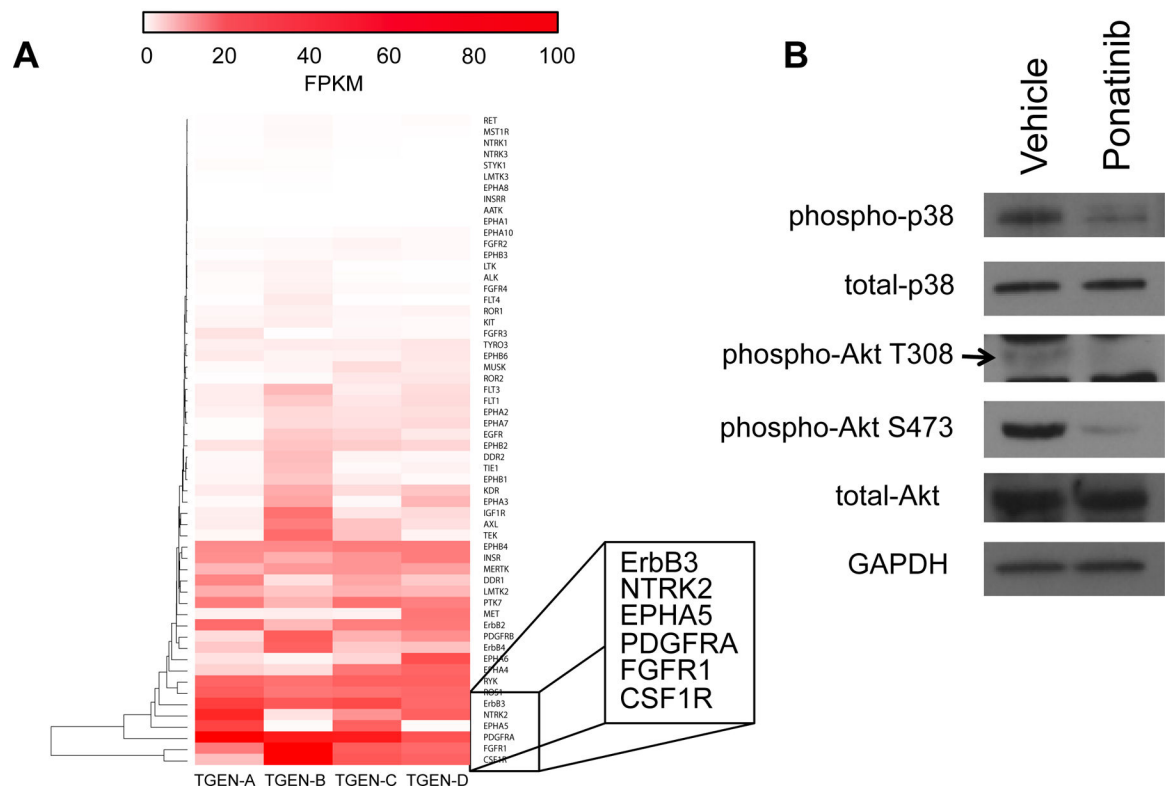 A
0 20 40 60 80 100
FPKM
RET
MST1R
NTRK1
NTRK3
STYK1
LMTK3
EPHA8
INSRR
AATK
EPHA1
EPHA10
FGFR2
EPHB3
LTK
ALK
FGFR4
FLT4
ROR1
KIT
FGFR3
TYRO3
EPHB6
MUSK
ROR2
FLT3
FLT1
EPHA2
EPHA7
EGFR
EPHB2
DDR2
TIE1
EPHB1
KDR
EPHA3
IGF1R
AXL
TEK
EPHB4
INSR
MERTK
DDR1
LMTK2
PTK7
MET
ErbB2
PDGFRB
ErbB4
EPHA6
EPHA4
RYK
ROS1
ErbB3
NTRK2
EPHA5
PDGFRA
FGFR1
CSF1R
TGEN-A TGEN-B TGEN-C TGEN-D
ErbB3
NTRK2
EPHA5
PDGFRA
FGFR1
CSF1R
B
Vehicle
Ponatinib
phospho-p38
total-p38
phospho-Akt T308
phospho-Akt S473
total-Akt
GAPDH